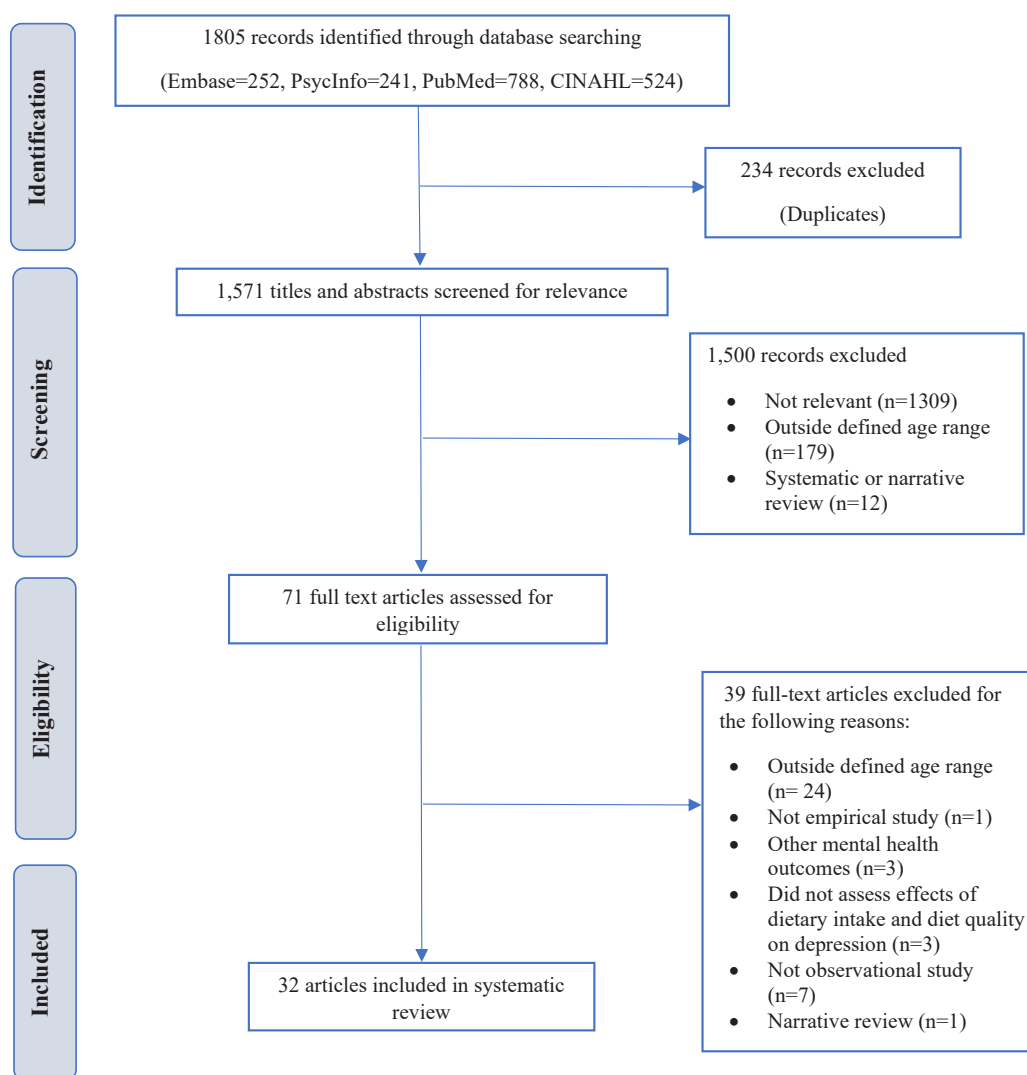 Identification
1805 records identified through database searching
(Embase=252, PsycInfo=241, PubMed=788, CINAHL=524)
234 records excluded
(Duplicates)
Screening
1,571 titles and abstracts screened for relevance
1,500 records excluded
• Not relevant (n=1309)
• Outside defined age range
(n=179)
• Systematic or narrative
review (n=12)
Eligibility
71 full text articles assessed for
eligibility
39 full-text articles excluded for
the following reasons:
• Outside defined age range
(n= 24)
• Not empirical study (n=1)
• Other mental health
outcomes (n=3)
• Did not assess effects of
dietary intake and diet quality
on depression (n=3)
• Not observational study
(n=7)
• Narrative review (n=1)
Included
32 articles included in systematic
review